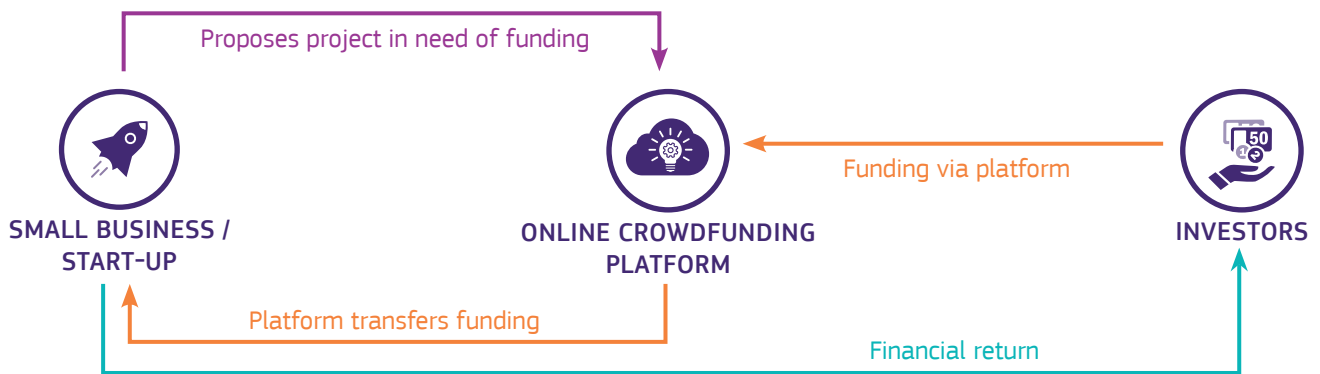 Proposes project in need of funding
50
Funding via platform
SMALL BUSINESS /
START-UP
ONLINE CROWDFUNDING
PLATFORM
INVESTORS
Platform transfers funding
Financial return